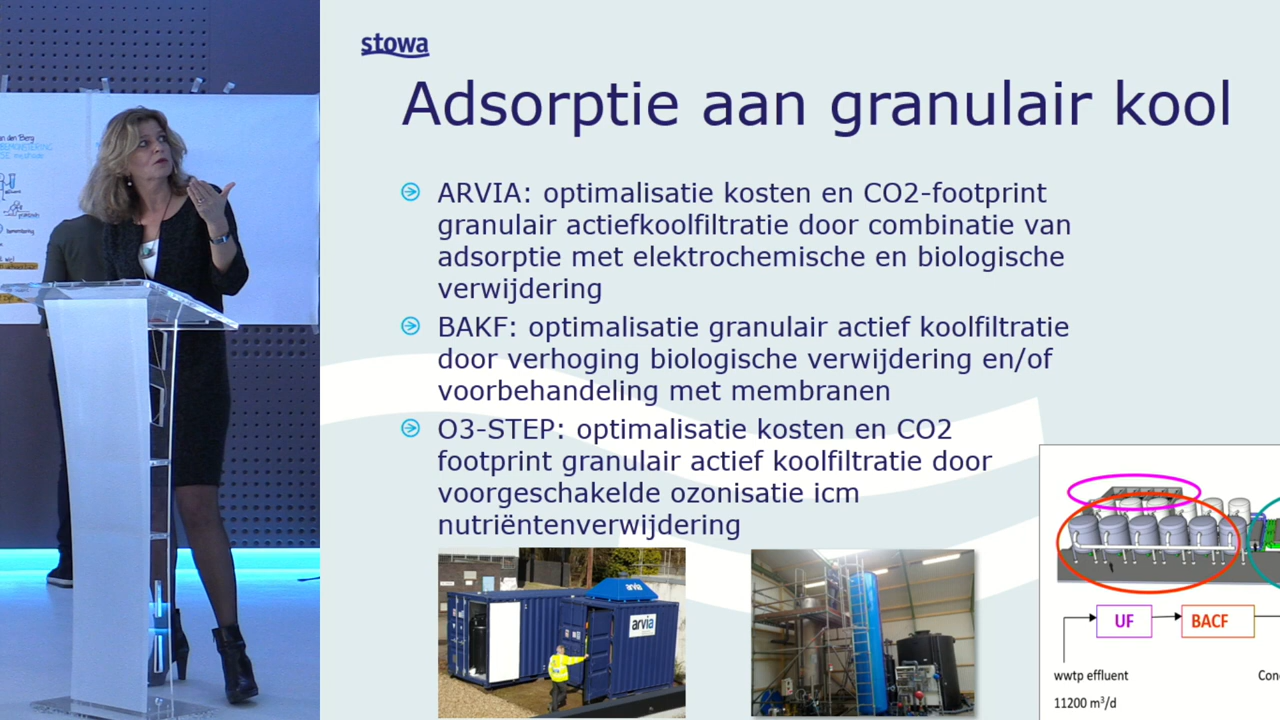 stowa
Adsorptie aan granulair kool
ARVIA: optimalisatie kosten en CO2-footprint
granulair actiefkoolfiltratie door combinatie van
adsorptie met elektrochemische en biologische
verwijdering
BAKF: optimalisatie granulair actief koolfiltratie
door verhoging biologische verwijdering en/of
voorbehandeling met membranen
O3-STEP: optimalisatie kosten en CO2
footprint granulair actief koolfiltratie door
voorgeschakelde ozonisatie icm
nutriëntenverwijdering
arvia
arvia
UF
BACF
wwtp effluent
Conc
11200 m³/d
den Berg